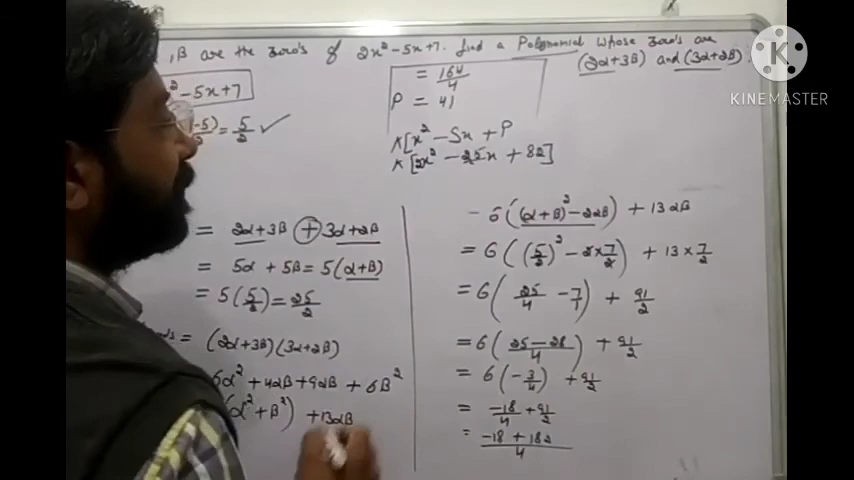 ,β are the zero's of 2x²-5x+7. find a Polynomial whose zero's are
(2α+3β) and (3α+2β).
x²-5x+7
(-5)/2 = 5/2 ✓
= 164/4
P = 41
K[x² - Sx + P
K[2x² - 25x + 82]
= 2α+3β + 3α+2β
= 5α + 5β = 5(α+β)
= 5(5/2) = 25/2
= (2α+3β)(3α+2β)
6α² + 4αβ + 9αβ + 6β²
(α²+β²) + 13αβ
- 6((α+β)² - 2αβ) + 13αβ
= 6((5/2)² - 2×7/2) + 13×7/2
= 6(25/4 - 7/1) + 91/2
= 6((25-28)/4) + 91/2
= 6(-3/4) + 91/2
= -18/4 + 91/2
= (-18+182)/4
KINEMASTER